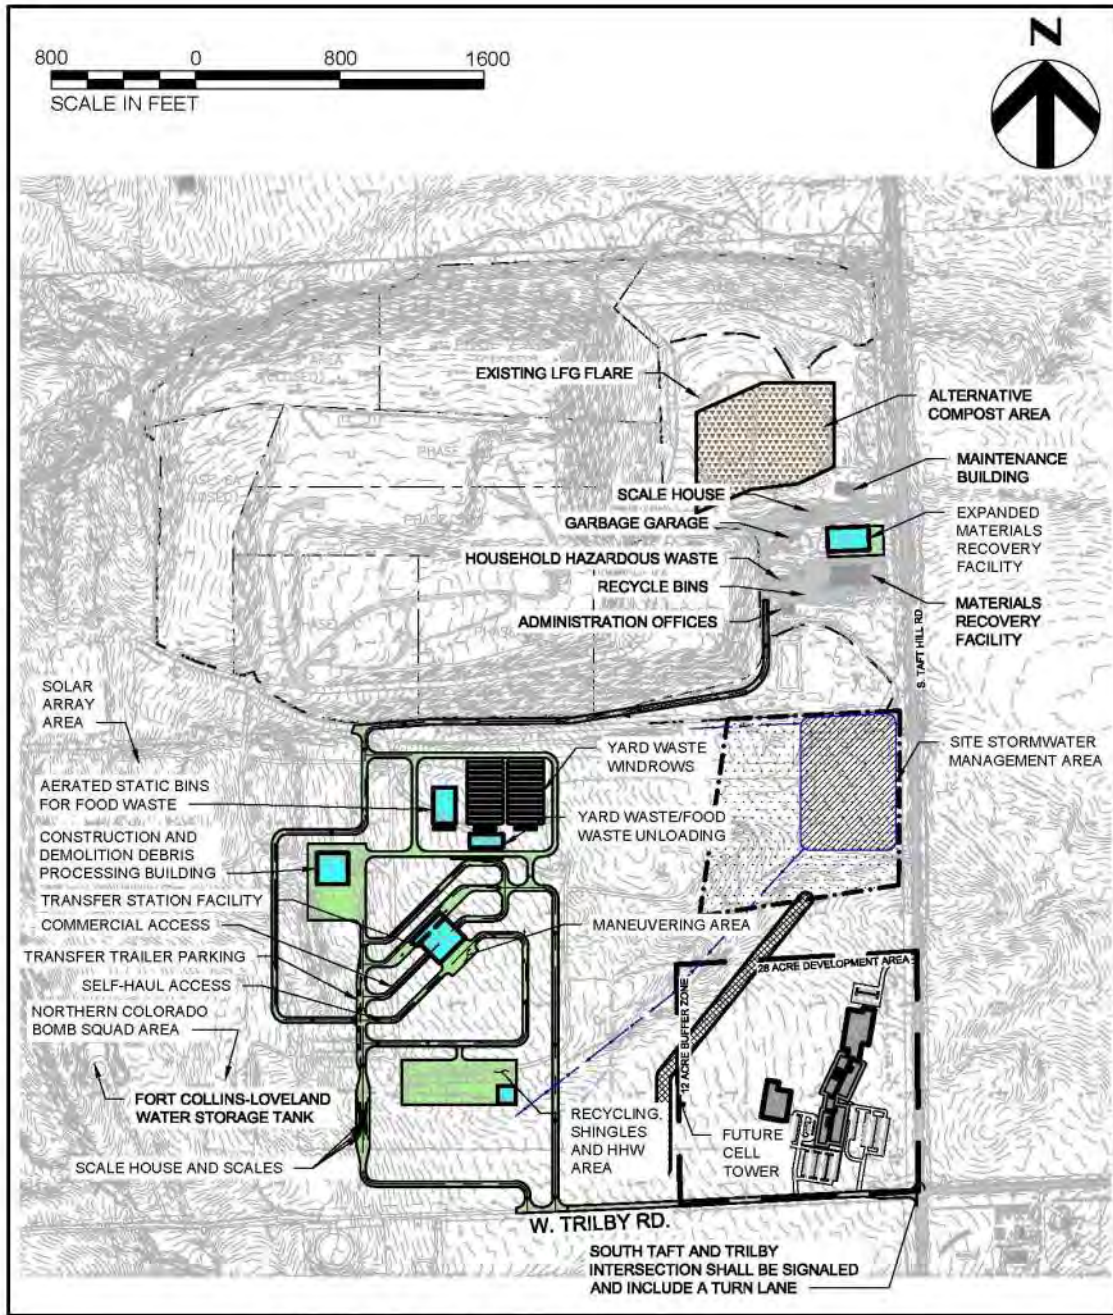 800 0 800 1600
SCALE IN FEET
N
EXISTING LFG FLARE
ALTERNATIVE
COMPOST AREA
MAINTENANCE
BUILDING
SCALE HOUSE
GARBAGE GARAGE
EXPANDED
MATERIALS
RECOVERY
FACILITY
HOUSEHOLD HAZARDOUS WASTE
RECYCLE BINS
ADMINISTRATION OFFICES
MATERIALS
RECOVERY
FACILITY
S. TAFT HILL RD.
PHASE
SOLAR
ARRAY
AREA
YARD WASTE
WINDROWS
SITE STORMWATER
MANAGEMENT AREA
AERATED STATIC BINS
FOR FOOD WASTE
YARD WASTE/FOOD
WASTE UNLOADING
CONSTRUCTION AND
DEMOLITION DEBRIS
PROCESSING BUILDING
TRANSFER STATION FACILITY
COMMERCIAL ACCESS
MANEUVERING AREA
TRANSFER TRAILER PARKING
SELF-HAUL ACCESS
28 ACRE DEVELOPMENT AREA
12 ACRE BUFFER ZONE
NORTHERN COLORADO
BOMB SQUAD AREA
FORT COLLINS-LOVELAND
WATER STORAGE TANK
RECYCLING,
SHINGLES
AND HHW
AREA
FUTURE
CELL
TOWER
SCALE HOUSE AND SCALES
W. TRILBY RD.
SOUTH TAFT AND TRILBY
INTERSECTION SHALL BE SIGNALED
AND INCLUDE A TURN LANE